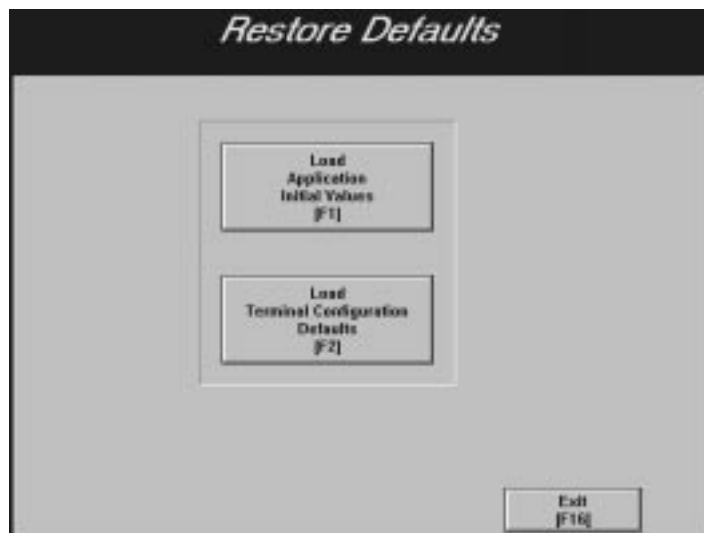 Restore Defaults
Load
Application
Initial Values
[F1]
Load
Terminal Configuration
Defaults
[F2]
Exit
[F16]